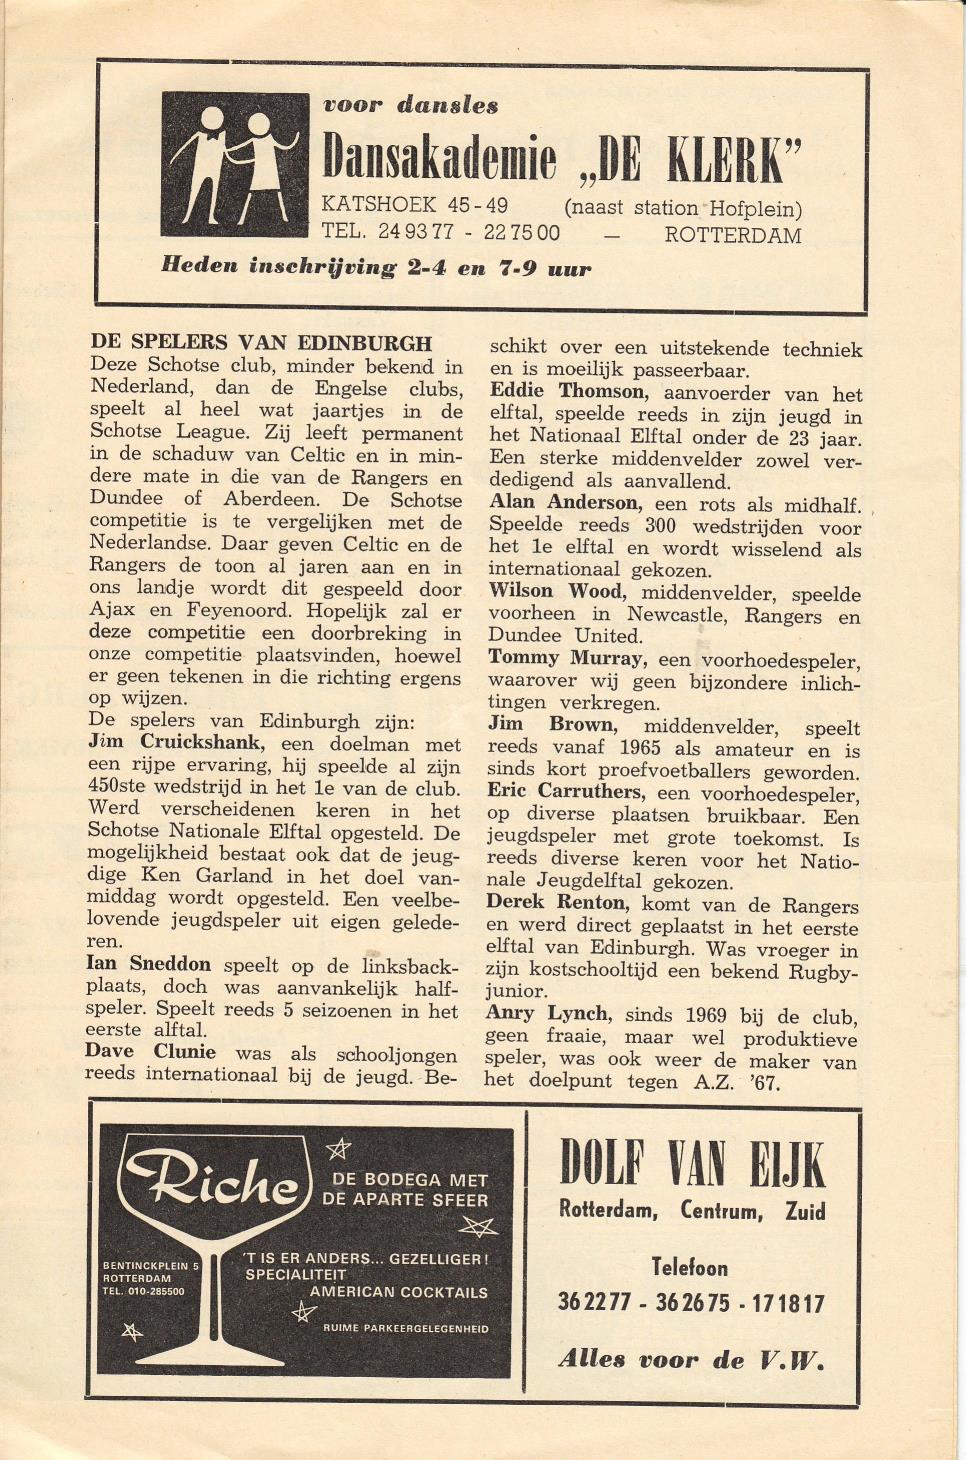 voor dansles
Dansakademie „DE KLERK”
KATSHOEK 45-49 (naast station Hofplein)
TEL. 24 93 77 - 22 75 00 — ROTTERDAM
Heden inschrijving 2-4 en 7-9 uur
DE SPELERS VAN EDINBURGH
Deze Schotse club, minder bekend in
Nederland, dan de Engelse clubs,
speelt al heel wat jaartjes in de
Schotse League. Zij leeft permanent
in de schaduw van Celtic en in min-
dere mate in die van de Rangers en
Dundee of Aberdeen. De Schotse
competitie is te vergelijken met de
Nederlandse. Daar geven Celtic en de
Rangers de toon al jaren aan en in
ons landje wordt dit gespeeld door
Ajax en Feyenoord. Hopelijk zal er
deze competitie een doorbreking in
onze competitie plaatsvinden, hoewel
er geen tekenen in die richting ergens
op wijzen.
De spelers van Edinburgh zijn:
Jim Cruickshank, een doelman met
een rijpe ervaring, hij speelde al zijn
450ste wedstrijd in het 1e van de club.
Werd verscheidenen keren in het
Schotse Nationale Elftal opgesteld. De
mogelijkheid bestaat ook dat de jeug-
dige Ken Garland in het doel van-
middag wordt opgesteld. Een veelbe-
lovende jeugdspeler uit eigen gelede-
ren.
Ian Sneddon speelt op de linksback-
plaats, doch was aanvankelijk half-
speler. Speelt reeds 5 seizoenen in het
eerste alftal.
Dave Clunie was als schooljongen
reeds internationaal bij de jeugd. Be-
schikt over een uitstekende techniek
en is moeilijk passeerbaar.
Eddie Thomson, aanvoerder van het
elftal, speelde reeds in zijn jeugd in
het Nationaal Elftal onder de 23 jaar.
Een sterke middenvelder zowel ver-
dedigend als aanvallend.
Alan Anderson, een rots als midhalf.
Speelde reeds 300 wedstrijden voor
het 1e elftal en wordt wisselend als
internationaal gekozen.
Wilson Wood, middenvelder, speelde
voorheen in Newcastle, Rangers en
Dundee United.
Tommy Murray, een voorhoedespeler,
waarover wij geen bijzondere inlich-
tingen verkregen.
Jim Brown, middenvelder, speelt
reeds vanaf 1965 als amateur en is
sinds kort proefvoetballers geworden.
Eric Carruthers, een voorhoedespeler,
op diverse plaatsen bruikbaar. Een
jeugdspeler met grote toekomst. Is
reeds diverse keren voor het Natio-
nale Jeugdelftal gekozen.
Derek Renton, komt van de Rangers
en werd direct geplaatst in het eerste
elftal van Edinburgh. Was vroeger in
zijn kostschooltijd een bekend Rugby-
junior.
Anry Lynch, sinds 1969 bij de club,
geen fraaie, maar wel produktieve
speler, was ook weer de maker van
het doelpunt tegen A.Z. ’67.
Riche
DE BODEGA MET
DE APARTE SFEER
BENTINCKPLEIN 5
ROTTERDAM
TEL. 010-285500
'T IS ER ANDERS... GEZELLIGER!
SPECIALITEIT
AMERICAN COCKTAILS
RUIME PARKEERGELEGENHEID
DOLF VAN EIJK
Rotterdam, Centrum, Zuid
Telefoon
36 22 77 - 36 26 75 - 17 18 17
Alles voor de V.W.